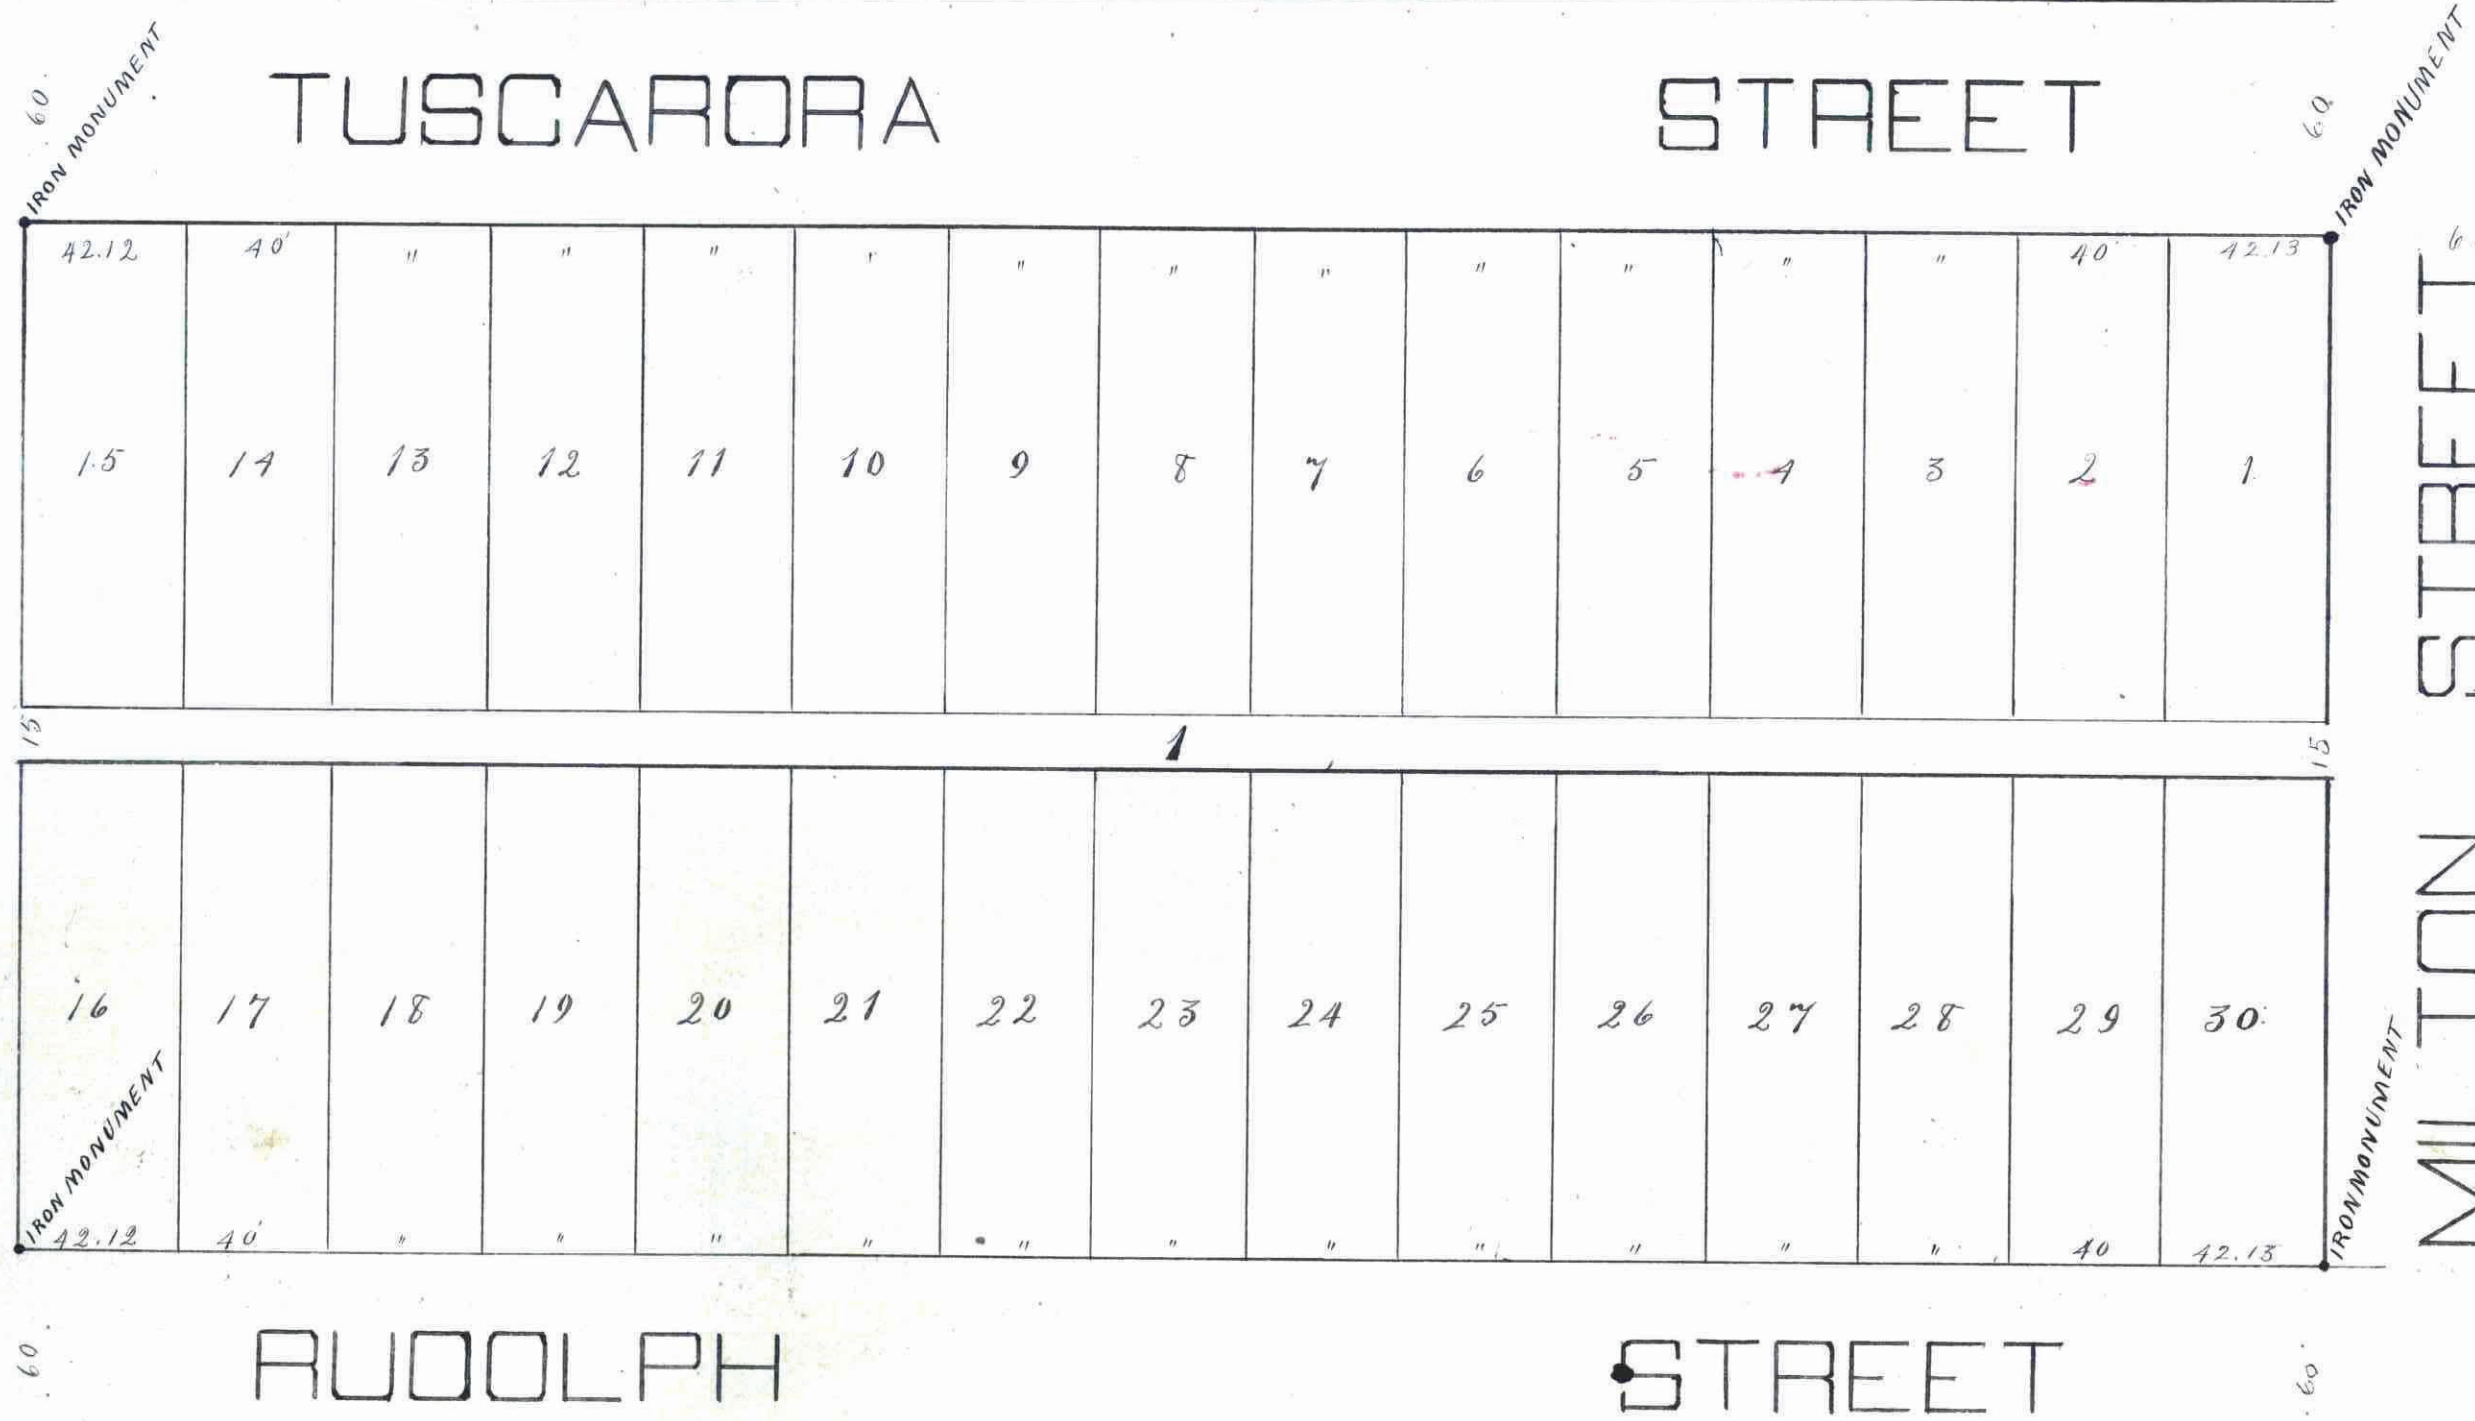 60 IRON MONUMENT TUSCARORA STREET 60 IRON MONUMENT
42.12 40' " " " " " " " " " " " 40' 42.13
15 14 13 12 11 10 9 8 7 6 5 4 3 2 1
15 1 15
16 17 18 19 20 21 22 23 24 25 26 27 28 29 30
IRON MONUMENT IRON MONUMENT
42.12 40' " " " " " " " " " " " 40 42.13
60 RUDOLPH STREET 60
MILTON STREET